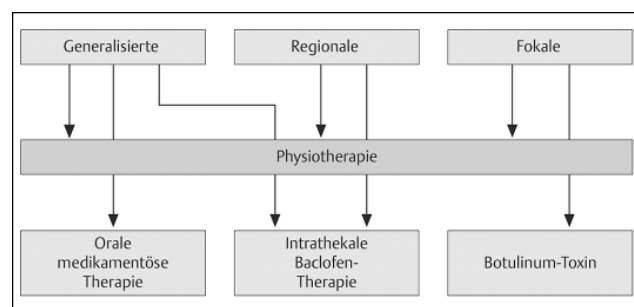 Generalisierte
Regionale
Fokale
Physiotherapie
Orale
medikamentöse
Therapie
Intrathekale
Baclofen-
Therapie
Botulinum-Toxin